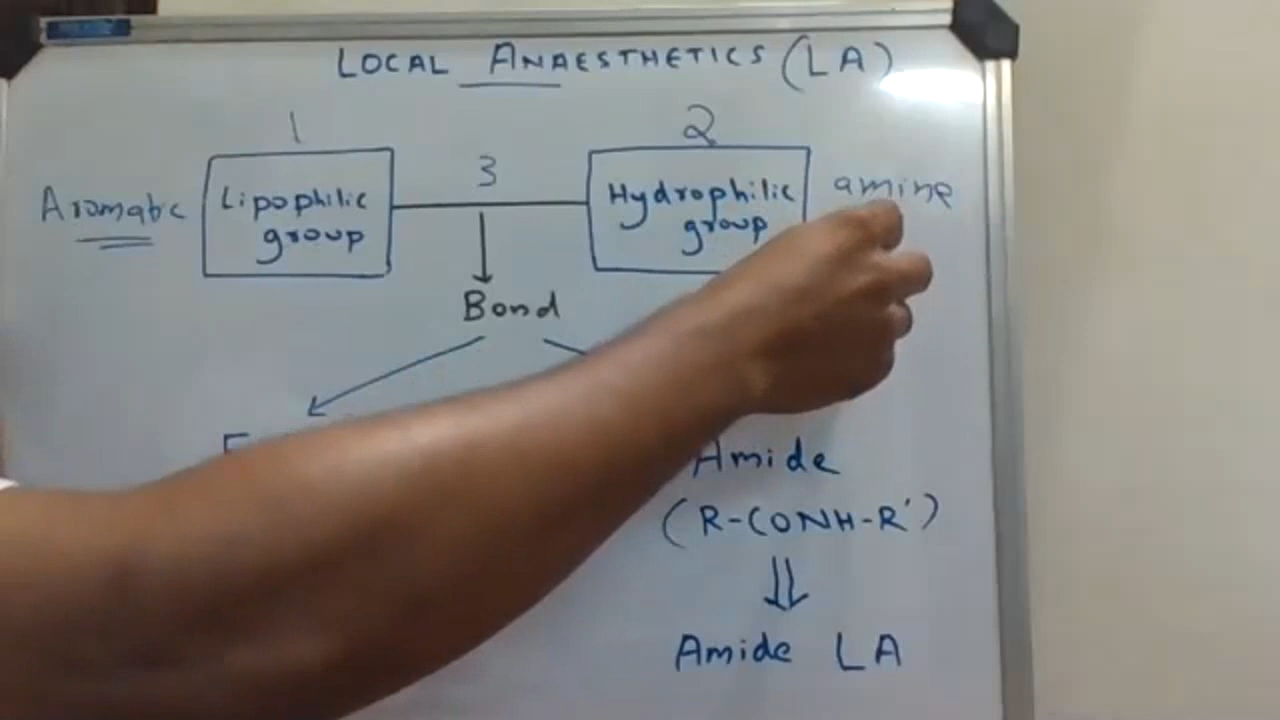 LOCAL ANAESTHETICS (LA)
1
2
3
Aromatic
Lipophilic
group
Hydrophilic
group
amine
Bond
Amide
(R-CONH-R')
⇓
Amide LA